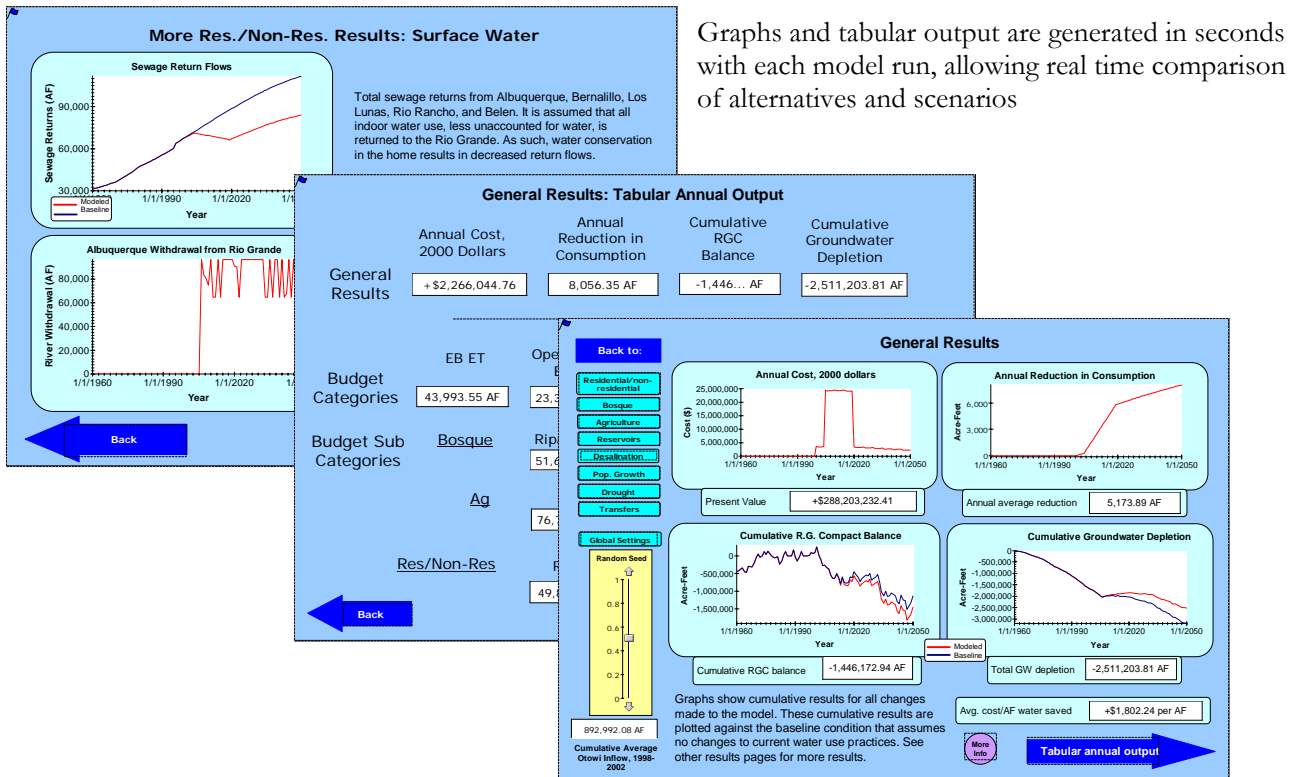 Graphs and tabular output are generated in seconds
with each model run, allowing real time comparison
of alternatives and scenarios
More Res./Non-Res. Results: Surface Water
Sewage Return Flows
Sewage Returns (AF)
90,000
60,000
30,000
1/1/1990
1/1/2020
Year
Modeled
Baseline
Total sewage returns from Albuquerque, Bernalillo, Los
Lunas, Rio Rancho, and Belen. It is assumed that all
indoor water use, less unaccounted for water, is
returned to the Rio Grande. As such, water conservation
in the home results in decreased return flows.
Albuquerque Withdrawal from Rio Grande
River Withdrawal (AF)
80,000
60,000
40,000
20,000
0
1/1/1960
1/1/1990
1/1/2020
Year
Back
General Results: Tabular Annual Output
Annual Cost,
2000 Dollars
Annual
Reduction in
Consumption
Cumulative
RGC
Balance
Cumulative
Groundwater
Depletion
General
Results
+$2,266,044.76
8,056.35 AF
-1,446... AF
-2,511,203.81 AF
EB ET
Budget
Categories
43,993.55 AF
Budget Sub
Categories
Bosque
Ag
Res/Non-Res
Back
General Results
Back to:
Residential/non-
residential
Bosque
Agriculture
Reservoirs
Desalination
Pop. Growth
Drought
Transfers
Global Settings
Random Seed
1
0.8
0.6
0.4
0.2
0
892,992.08 AF
Cumulative Average
Otowi Inflow, 1998-
2002
Annual Cost, 2000 dollars
Cost ($)
25,000,000
20,000,000
15,000,000
10,000,000
5,000,000
0
1/1/1960
1/1/1990
1/1/2020
1/1/2050
Year
Present Value
+$288,203,232.41
Annual Reduction in Consumption
Acre-Feet
6,000
3,000
0
1/1/1960
1/1/1990
1/1/2020
1/1/2050
Year
Annual average reduction
5,173.89 AF
Cumulative R.G. Compact Balance
Acre-Feet
0
-500,000
-1,000,000
-1,500,000
1/1/1960
1/1/1990
1/1/2020
1/1/2050
Year
Cumulative RGC balance
-1,446,172.94 AF
Modeled
Baseline
Cumulative Groundwater Depletion
Acre-Feet
0
-500,000
-1,000,000
-1,500,000
-2,000,000
-2,500,000
-3,000,000
1/1/1960
1/1/1990
1/1/2020
1/1/2050
Year
Total GW depletion
-2,511,203.81 AF
Graphs show cumulative results for all changes
made to the model. These cumulative results are
plotted against the baseline condition that assumes
no changes to current water use practices. See
other results pages for more results.
Avg. cost/AF water saved
+$1,802.24 per AF
More
Info
Tabular annual output